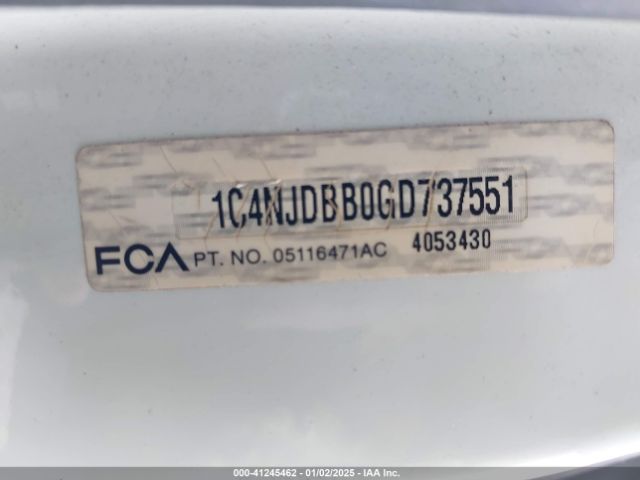 1C4NJDBB0GD737551
FCA PT. NO. 05116471AC 4053430
000-41245462 - 01/02/2025 - IAA Inc.